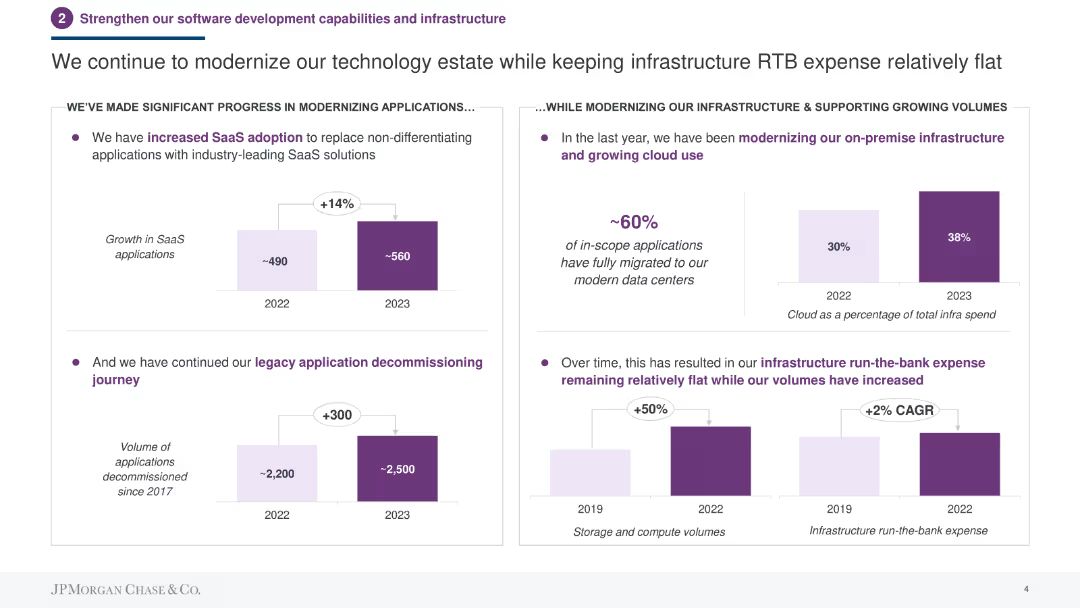 2 Strengthen our software development capabilities and infrastructure
We continue to modernize our technology estate while keeping infrastructure RTB expense relatively flat
WE'VE MADE SIGNIFICANT PROGRESS IN MODERNIZING APPLICATIONS…
● We have increased SaaS adoption to replace non-differentiating
applications with industry-leading SaaS solutions
+14%
Growth in SaaS
applications
~490
~560
2022
2023
● And we have continued our legacy application decommissioning
journey
+300
Volume of
applications
decommissioned
since 2017
~2,200
~2,500
2022
2023
…WHILE MODERNIZING OUR INFRASTRUCTURE & SUPPORTING GROWING VOLUMES
● In the last year, we have been modernizing our on-premise infrastructure
and growing cloud use
~60%
of in-scope applications
have fully migrated to our
modern data centers
30%
38%
2022
2023
Cloud as a percentage of total infra spend
● Over time, this has resulted in our infrastructure run-the-bank expense
remaining relatively flat while our volumes have increased
+50%
2019
2022
Storage and compute volumes
+2% CAGR
2019
2022
Infrastructure run-the-bank expense
JPMORGAN CHASE & CO.
4